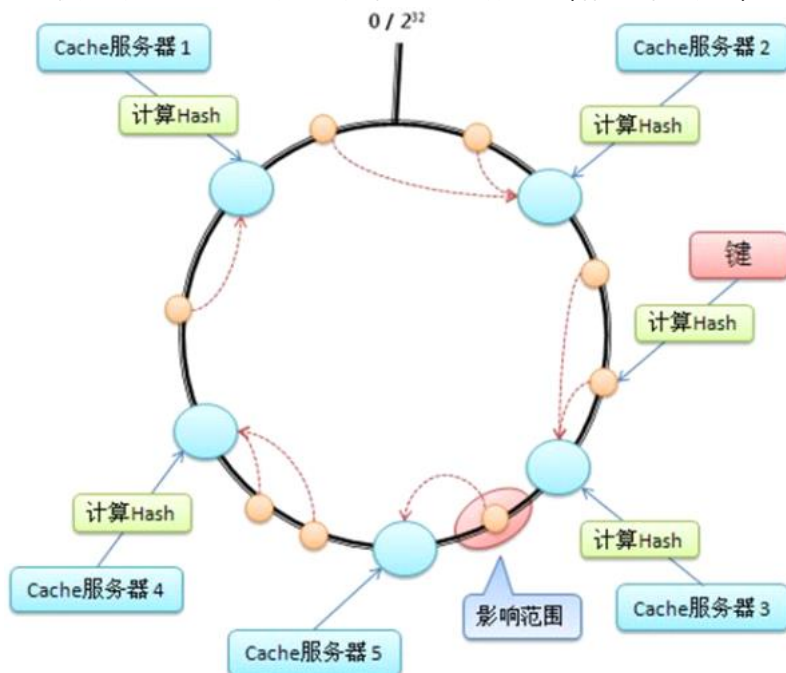 0 / 2³²
Cache服务器 1
Cache服务器 2
计算Hash
计算Hash
键
计算Hash
计算Hash
计算Hash
Cache服务器 4
影响范围
Cache服务器 3
Cache服务器 5